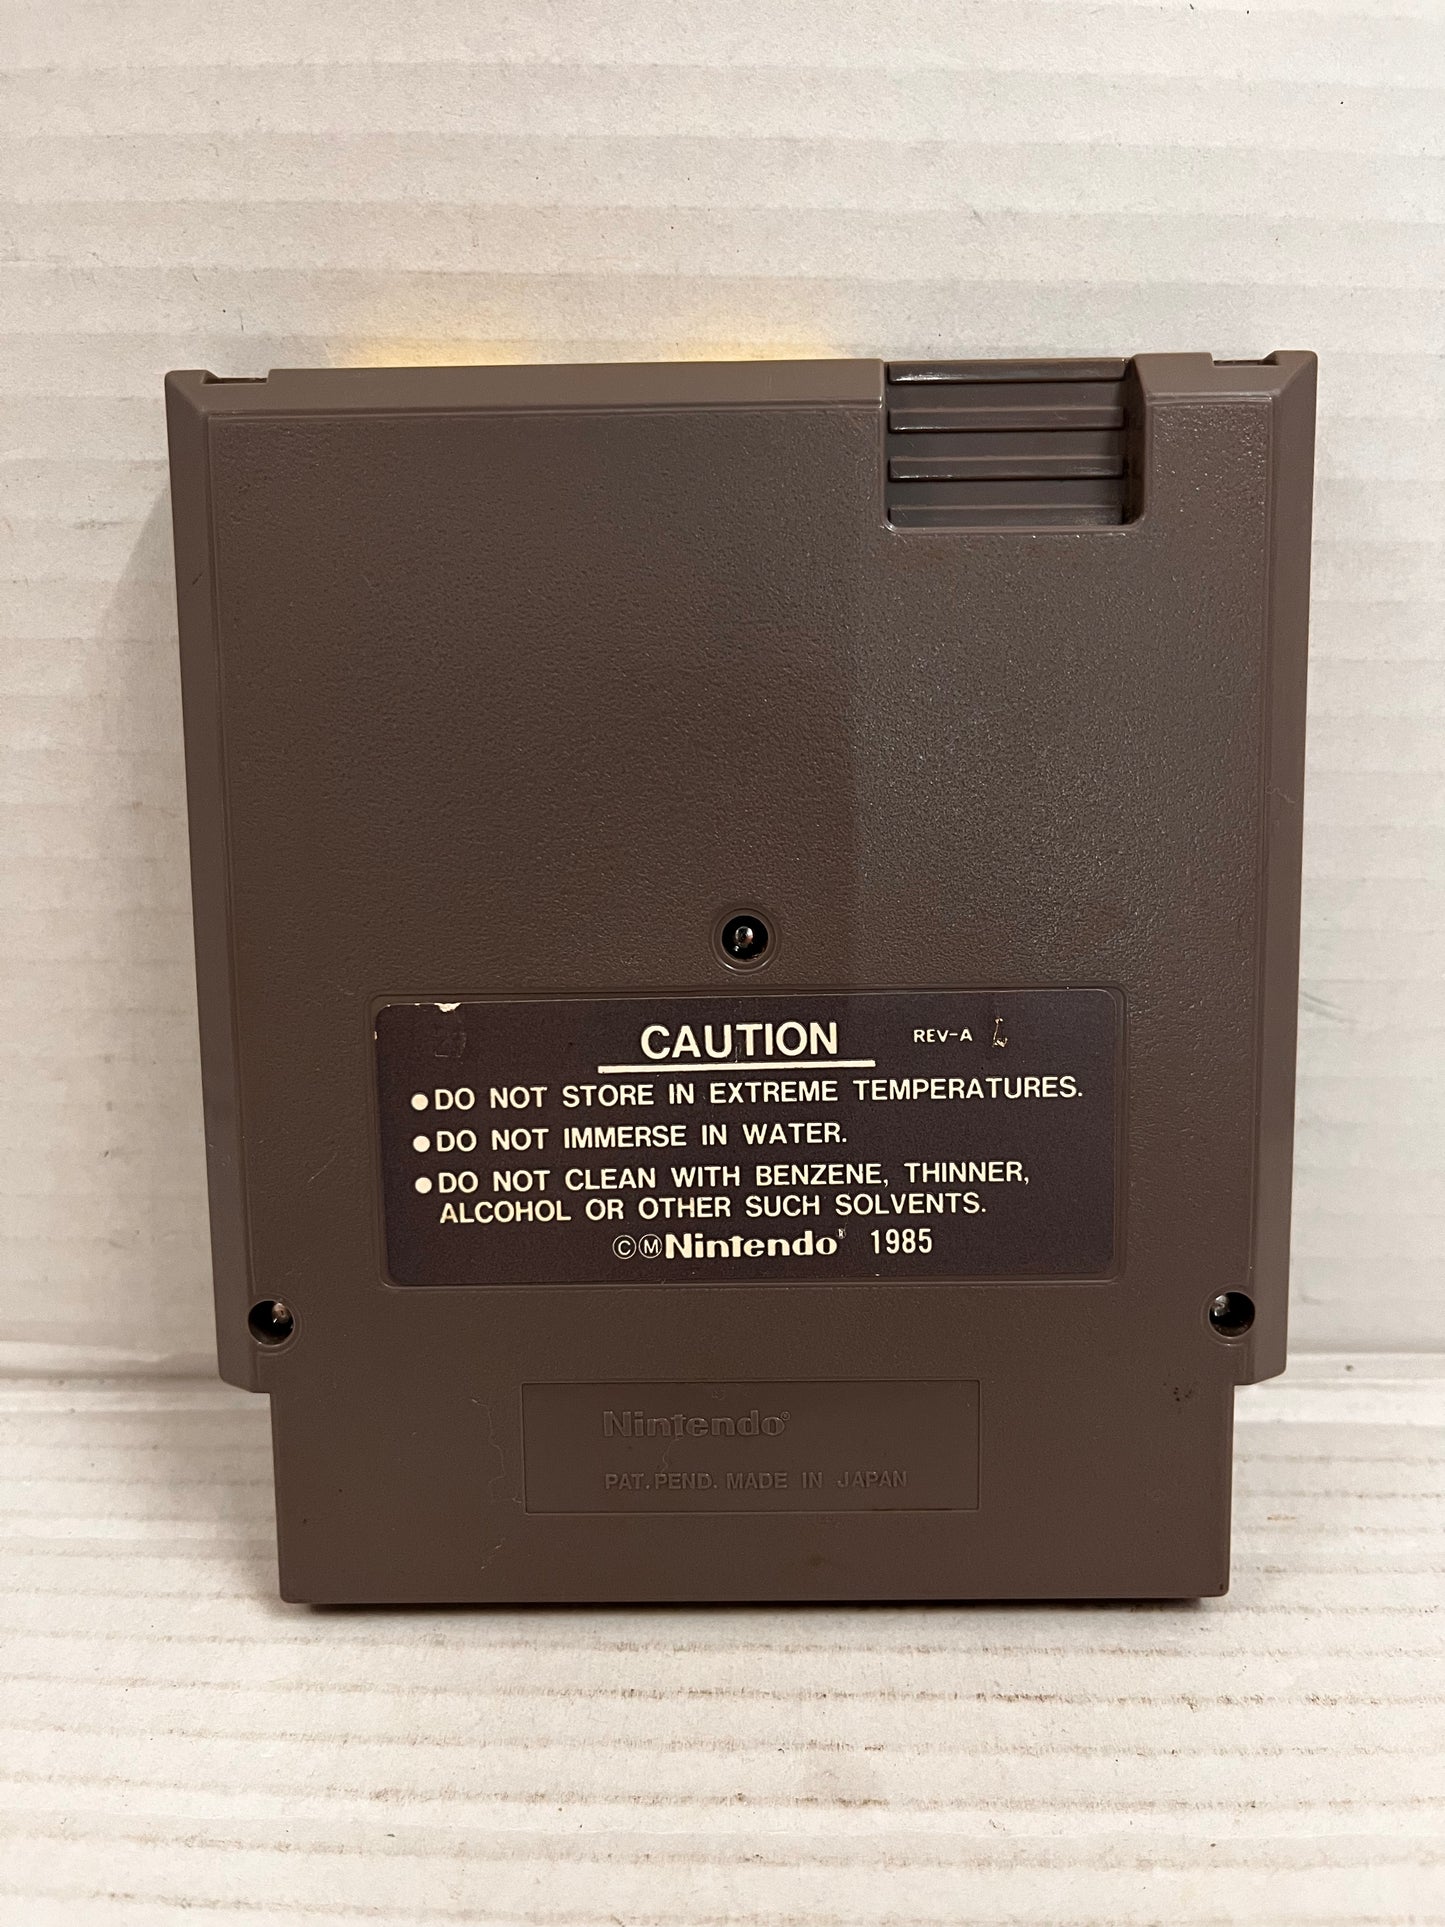 CAUTION REV-A
●DO NOT STORE IN EXTREME TEMPERATURES.
●DO NOT IMMERSE IN WATER.
●DO NOT CLEAN WITH BENZENE, THINNER,
ALCOHOL OR OTHER SUCH SOLVENTS.
©ⓂNintendo® 1985
Nintendo®
PAT. PEND. MADE IN JAPAN